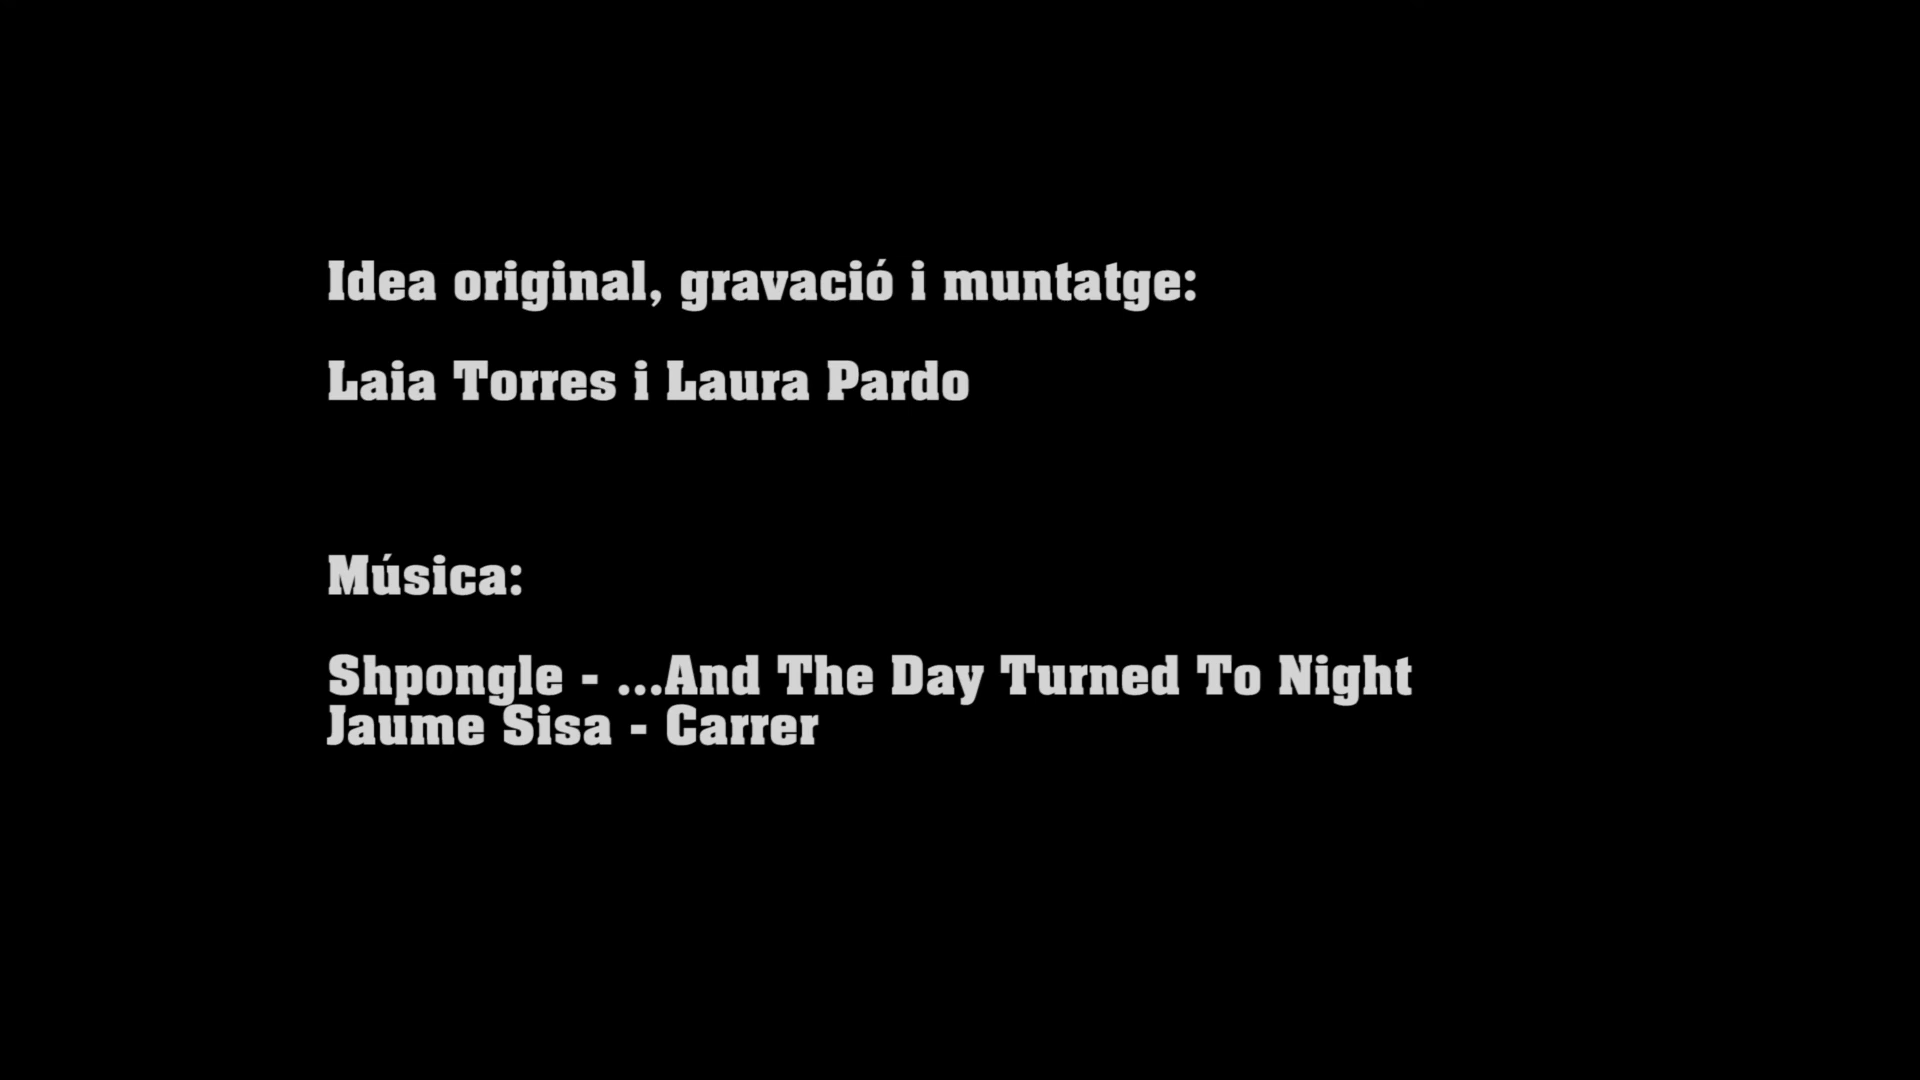 Idea original, gravació i muntatge:
Laia Torres i Laura Pardo
Música:
Shpongle - ...And The Day Turned To Night
Jaume Sisa - Carrer